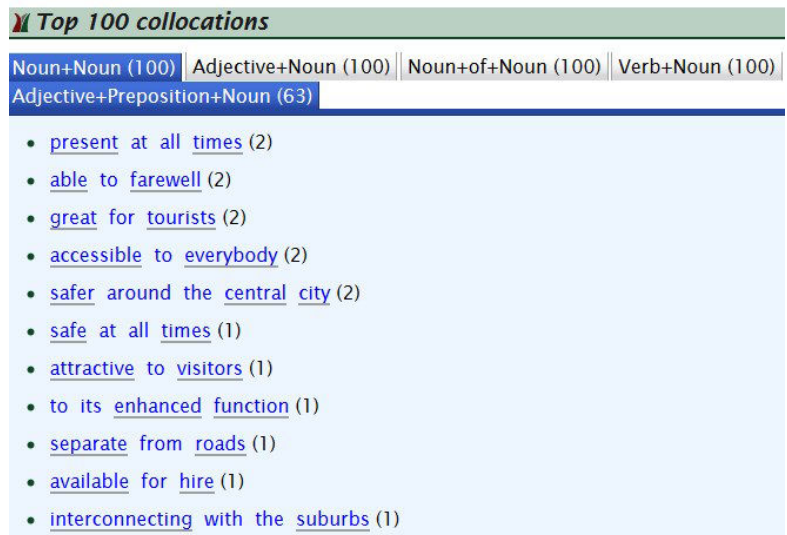 Top 100 collocations
Noun+Noun (100) Adjective+Noun (100) Noun+of+Noun (100) Verb+Noun (100)
Adjective+Preposition+Noun (63)
• present at all times (2)
• able to farewell (2)
• great for tourists (2)
• accessible to everybody (2)
• safer around the central city (2)
• safe at all times (1)
• attractive to visitors (1)
• to its enhanced function (1)
• separate from roads (1)
• available for hire (1)
• interconnecting with the suburbs (1)